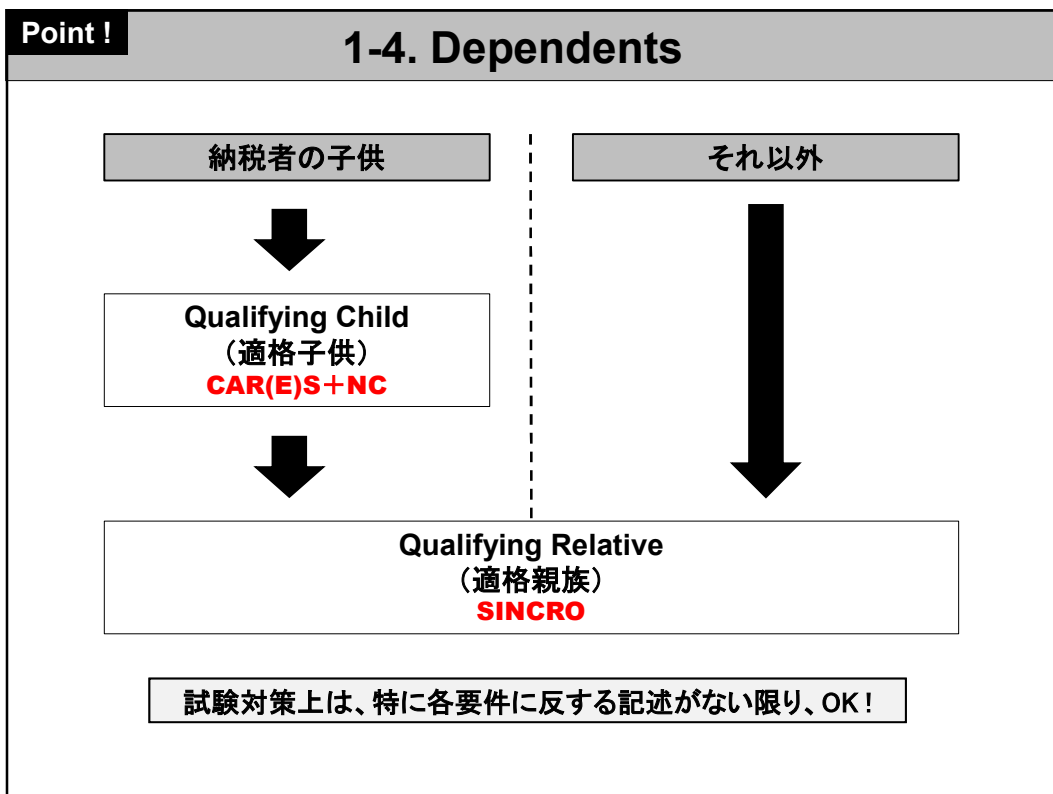 Point !
1-4. Dependents
納税者の子供
それ以外
Qualifying Child
（適格子供）
CAR(E)S＋NC
Qualifying Relative
（適格親族）
SINCRO
試験対策上は、特に各要件に反する記述がない限り、OK！